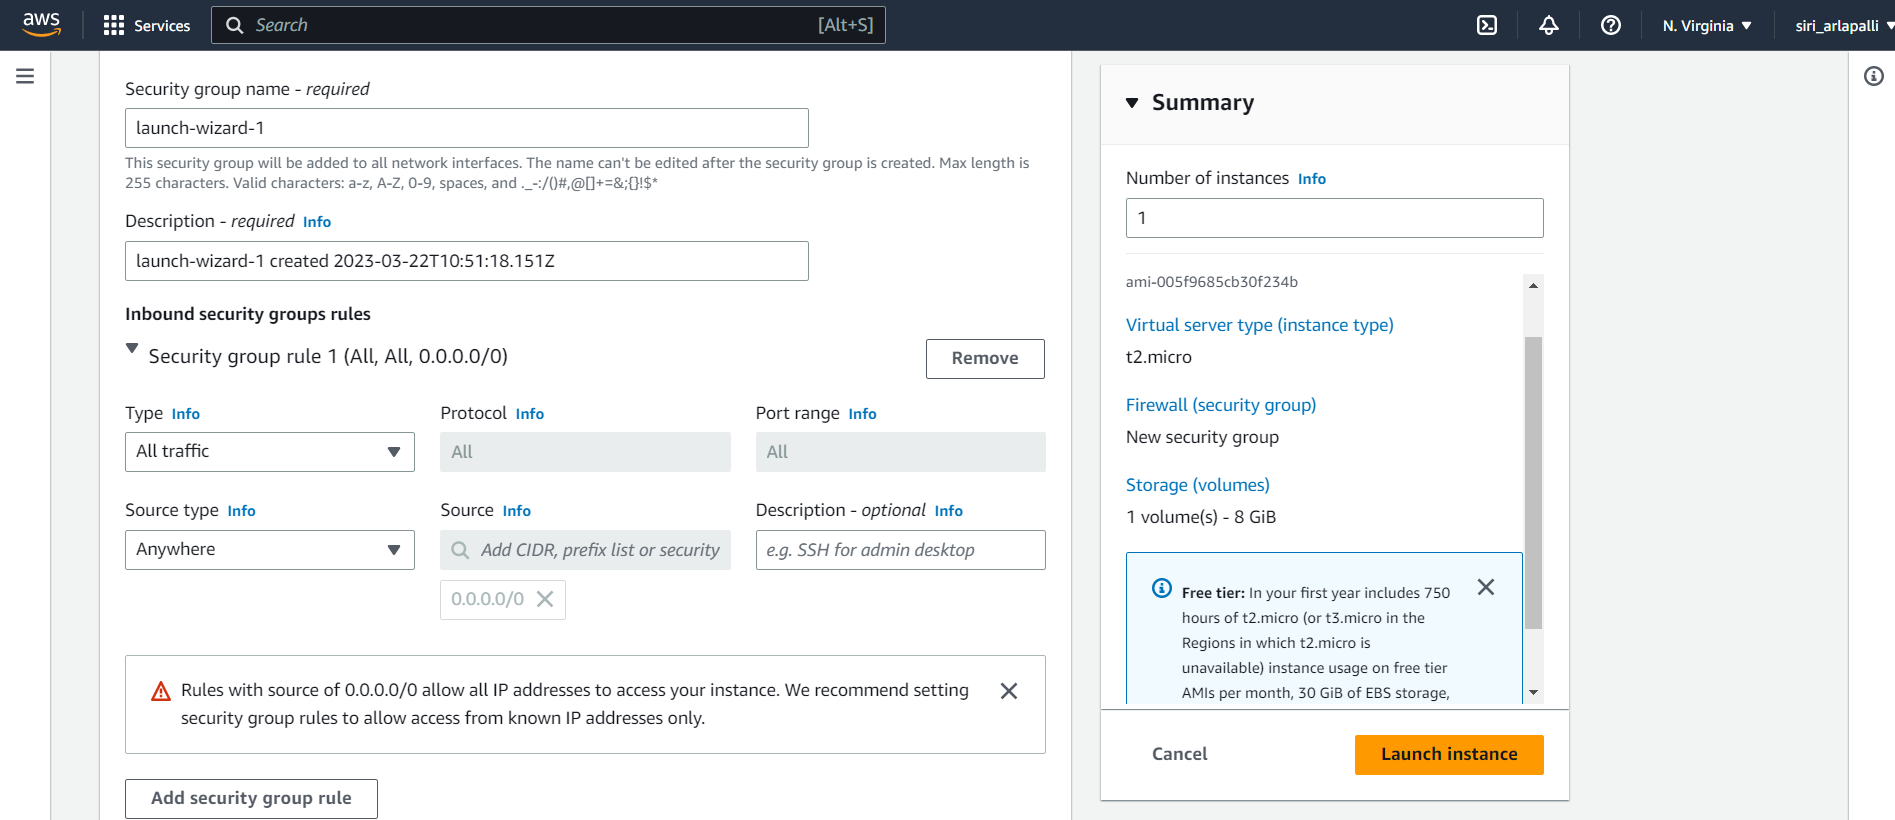 aws
Services
Search
[Alt+S]
N. Virginia
siri_arlapalli
Security group name - required
launch-wizard-1
This security group will be added to all network interfaces. The name can't be edited after the security group is created. Max length is
255 characters. Valid characters: a-z, A-Z, 0-9, spaces, and ._-:/()#,@[]+=&;{}!$*
Description - required Info
launch-wizard-1 created 2023-03-22T10:51:18.151Z
Inbound security groups rules
Security group rule 1 (All, All, 0.0.0.0/0)
Remove
Type Info
Protocol Info
Port range Info
All traffic
All
All
Source type Info
Source Info
Description - optional Info
Anywhere
Add CIDR, prefix list or security
e.g. SSH for admin desktop
0.0.0.0/0
Rules with source of 0.0.0.0/0 allow all IP addresses to access your instance. We recommend setting
security group rules to allow access from known IP addresses only.
Add security group rule
Summary
Number of instances Info
1
ami-005f9685cb30f234b
Virtual server type (instance type)
t2.micro
Firewall (security group)
New security group
Storage (volumes)
1 volume(s) - 8 GiB
Free tier: In your first year includes 750
hours of t2.micro (or t3.micro in the
Regions in which t2.micro is
unavailable) instance usage on free tier
AMIs per month, 30 GiB of EBS storage,
Cancel
Launch instance